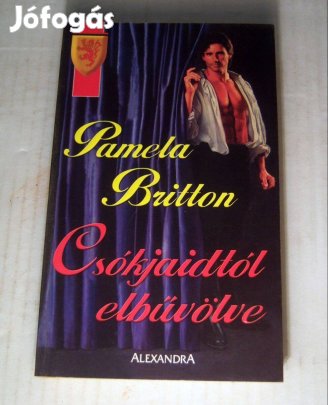 Jófogás
Pamela
Britton
Csókjaidtól
elbűvölve
ALEXANDRA